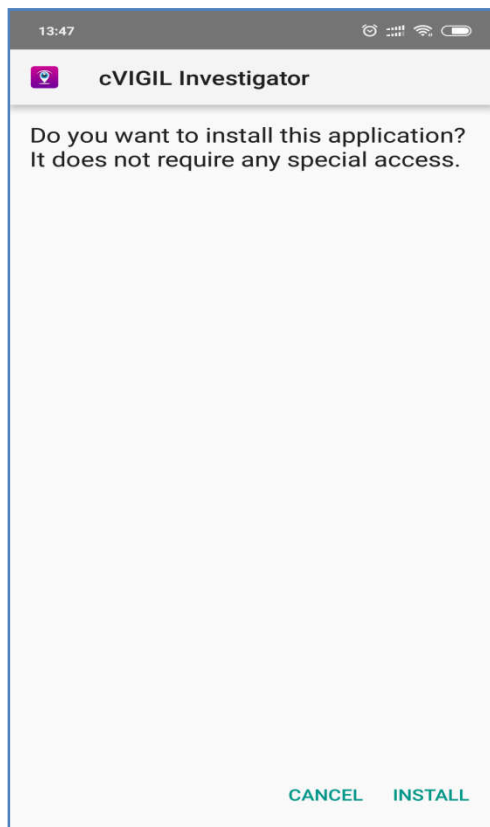 13:47
cVIGIL Investigator
Do you want to install this application?
It does not require any special access.
CANCEL INSTALL